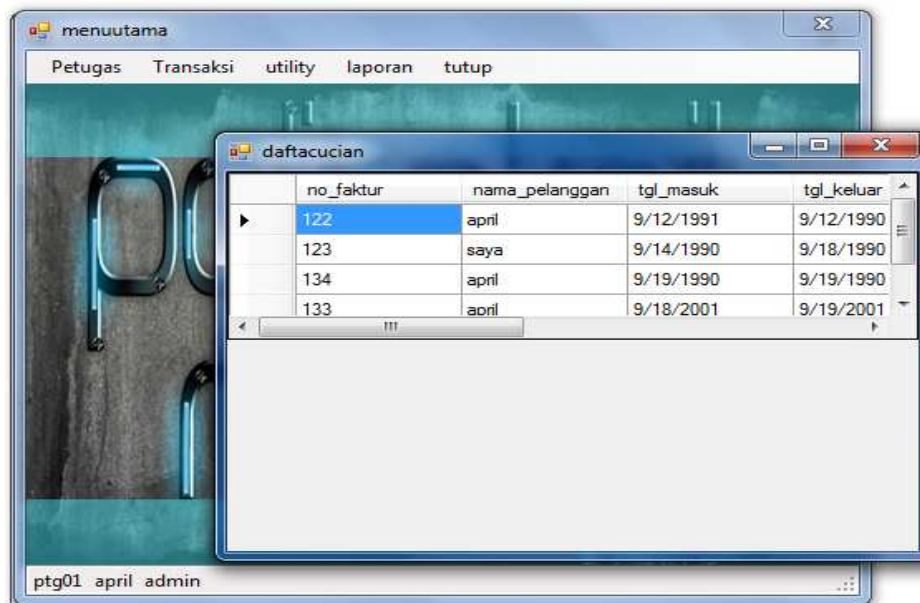 menuutama
Petugas Transaksi utility laporan tutup
daftacucian
no_faktur nama_pelanggan tgl_masuk tgl_keluar
122 april 9/12/1991 9/12/1990
123 saya 9/14/1990 9/18/1990
134 april 9/19/1990 9/19/1990
133 april 9/18/2001 9/19/2001
ptg01 april admin